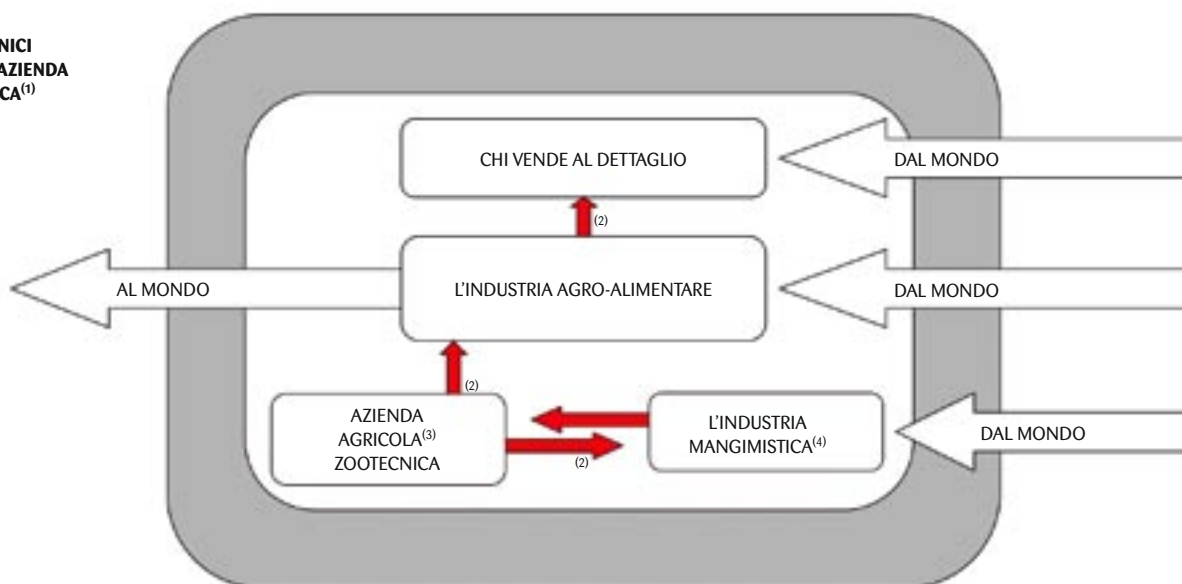 NICI
AZIENDA
CA(1)
CHI VENDE AL DETTAGLIO
DAL MONDO
(2)
AL MONDO
L'INDUSTRIA AGRO-ALIMENTARE
DAL MONDO
(2)
AZIENDA
AGRICOLA(3)
ZOOTECNICA
(2)
L'INDUSTRIA
MANGIMISTICA(4)
DAL MONDO